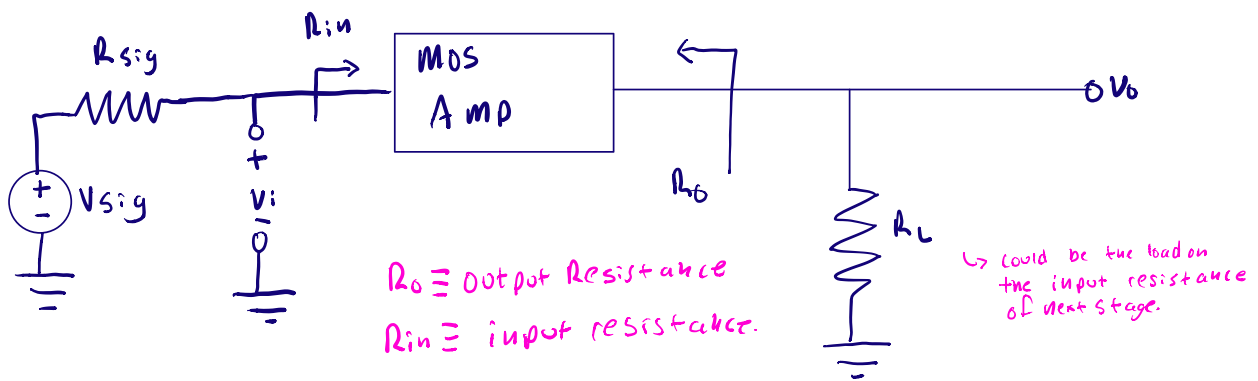 Rsig
Rin
MOS
Amp
Vo
+
-
Vsig
+
Vi
-
Ro
RL
Ro ≡ output Resistance
Rin ≡ input resistance.
↳ could be the load on
the input resistance
of next stage.